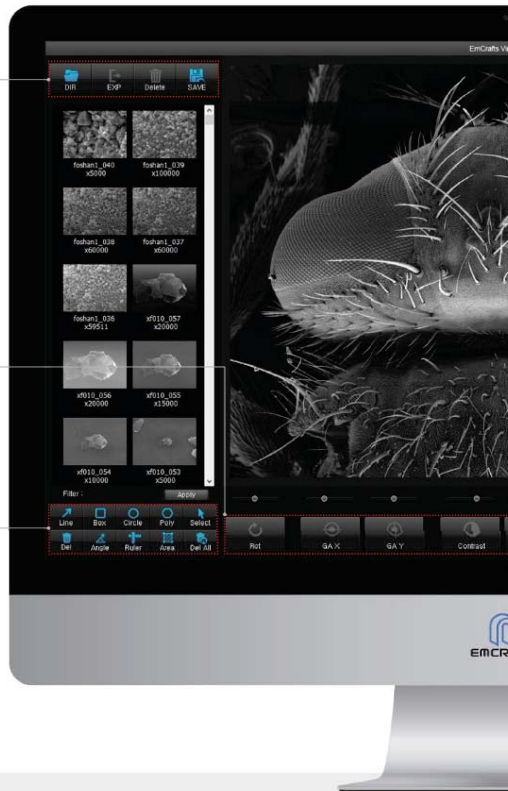 EmCrafts Vi
DIR EXP Delete SAVE
foshan1_040 foshan1_039
x5000 x100000
foshan1_038 foshan1_037
x60000 x60000
foshan1_036 xf010_057
x59511 x20000
xf010_056 xf010_055
x20000 x15000
xf010_054 xf010_053
x10000 x5000
Filter : Apply
Line Box Circle Poly Select
Del Angle Ruler Area Del All
Rot GA X GA Y Contrast
EMCR